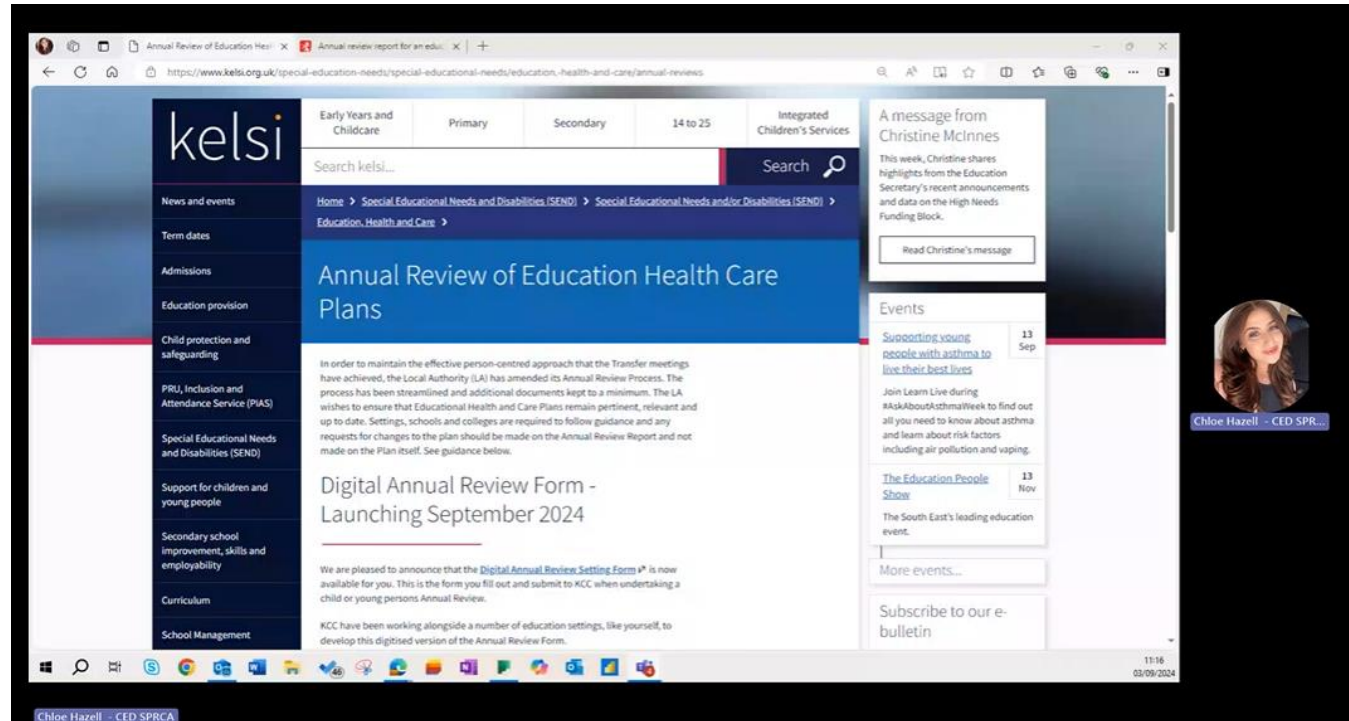 Annual Review of Education Heal
Annual review report for an educ
https://www.kelsi.org.uk/special-education-needs/special-educational-needs/education,-health-and-care/annual-reviews
kelsi
Early Years and
Childcare
Primary
Secondary
14 to 25
Integrated
Children's Services
Search kelsi...
Search
News and events
Term dates
Admissions
Education provision
Child protection and
safeguarding
PRU, Inclusion and
Attendance Service (PIAS)
Special Educational Needs
and Disabilities (SEND)
Support for children and
young people
Secondary school
improvement, skills and
employability
Curriculum
School Management
Home > Special Educational Needs and Disabilities (SEND) > Special Educational Needs and/or Disabilities (SEND) >
Education, Health and Care >
Annual Review of Education Health Care
Plans
In order to maintain the effective person-centred approach that the Transfer meetings
have achieved, the Local Authority (LA) has amended its Annual Review Process. The
process has been streamlined and additional documents kept to a minimum. The LA
wishes to ensure that Educational Health and Care Plans remain pertinent, relevant and
up to date. Settings, schools and colleges are required to follow guidance and any
requests for changes to the plan should be made on the Annual Review Report and not
made on the Plan itself. See guidance below.
Digital Annual Review Form -
Launching September 2024
We are pleased to announce that the Digital Annual Review Setting Form is now
available for you. This is the form you fill out and submit to KCC when undertaking a
child or young persons Annual Review.
KCC have been working alongside a number of education settings, like yourself, to
develop this digitised version of the Annual Review Form.
A message from
Christine McInnes
This week, Christine shares
highlights from the Education
Secretary's recent announcements
and data on the High Needs
Funding Block.
Read Christine's message
Events
Supporting young
people with asthma to
live their best lives
13
Sep
Join Learn Live during
#AskAboutAsthmaWeek to find out
all you need to know about asthma
and learn about risk factors
including air pollution and vaping.
The Education People
Show
13
Nov
The South East's leading education
event.
More events...
Subscribe to our e-
bulletin
46
11:16
03/09/2024
Chloe Hazell - CED SPR...
Chloe Hazell - CED SPRCA